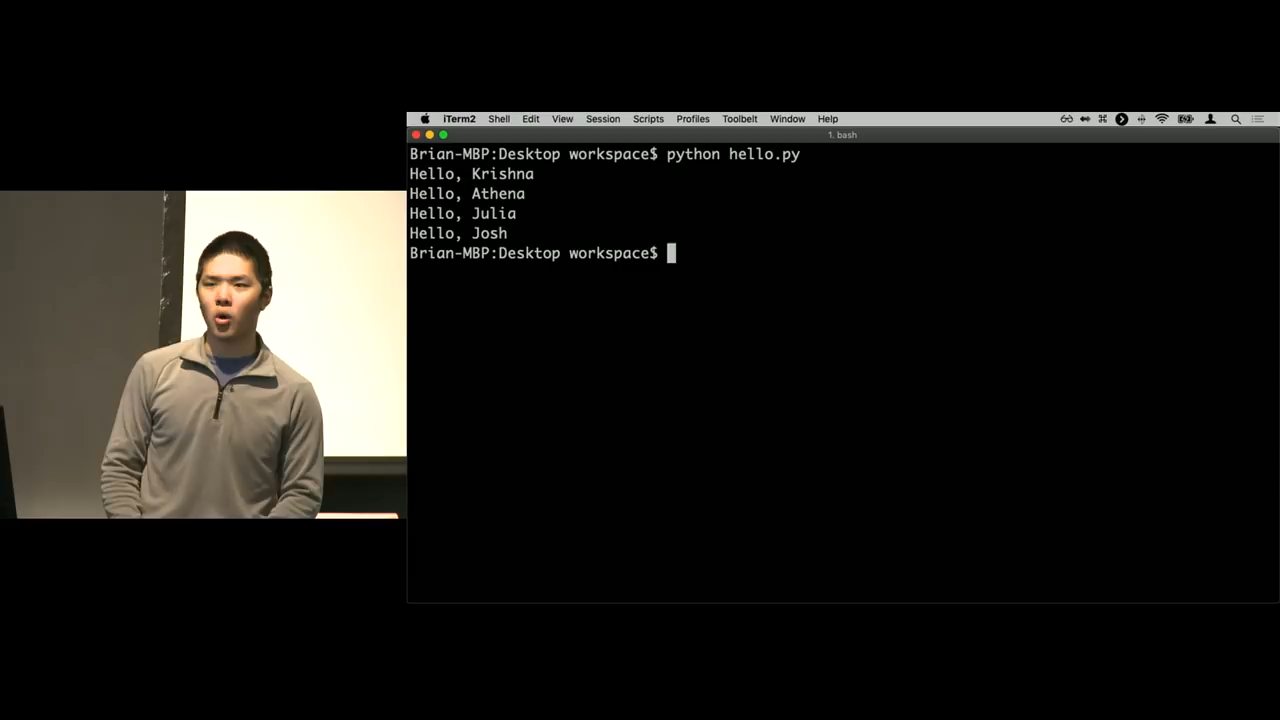 iTerm2 Shell Edit View Session Scripts Profiles Toolbelt Window Help
1. bash
Brian-MBP:Desktop workspace$ python hello.py
Hello, Krishna
Hello, Athena
Hello, Julia
Hello, Josh
Brian-MBP:Desktop workspace$